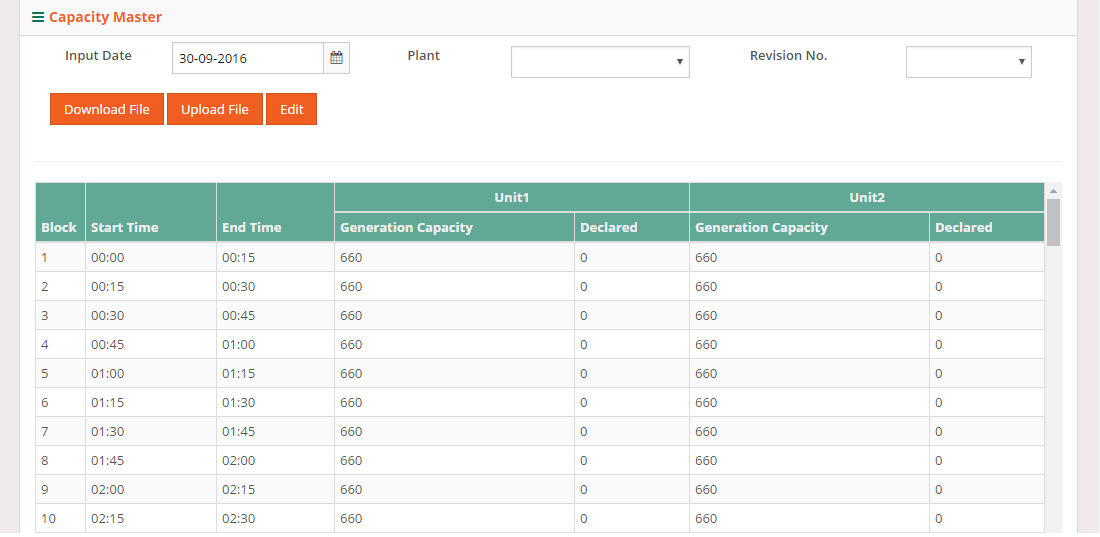 Capacity Master
Input Date 30-09-2016 Plant Revision No.
Download File Upload File Edit
Unit1 Unit2
Block Start Time End Time Generation Capacity Declared Generation Capacity Declared
1 00:00 00:15 660 0 660 0
2 00:15 00:30 660 0 660 0
3 00:30 00:45 660 0 660 0
4 00:45 01:00 660 0 660 0
5 01:00 01:15 660 0 660 0
6 01:15 01:30 660 0 660 0
7 01:30 01:45 660 0 660 0
8 01:45 02:00 660 0 660 0
9 02:00 02:15 660 0 660 0
10 02:15 02:30 660 0 660 0